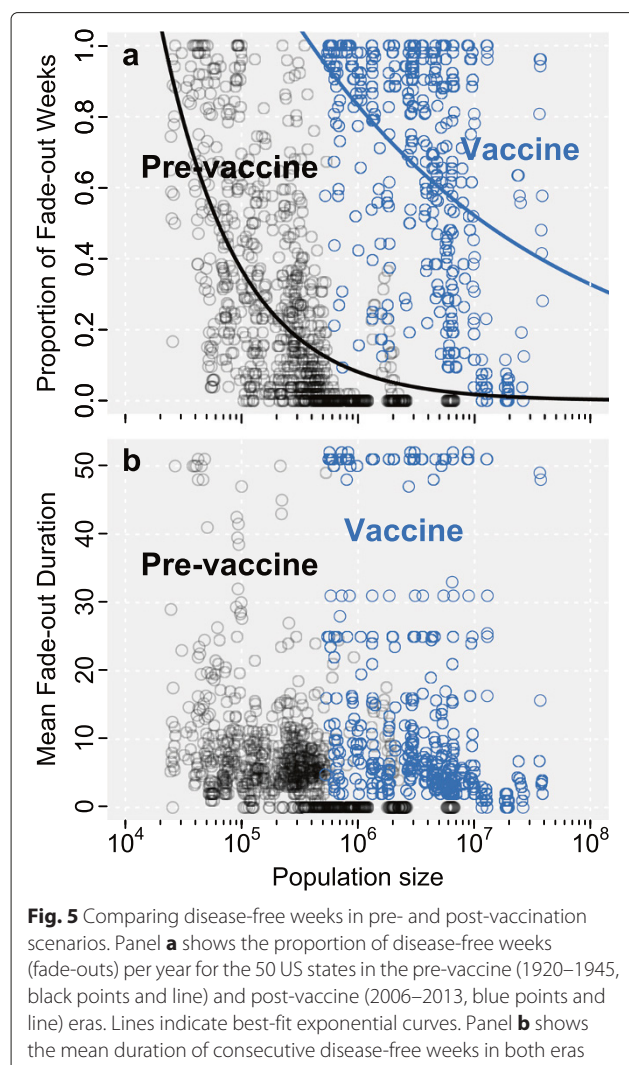 a
Pre-vaccine
Vaccine
Proportion of Fade-out Weeks
0.0 0.2 0.4 0.6 0.8 1.0
b
Vaccine
Pre-vaccine
Mean Fade-out Duration
0 10 20 30 40 50
10⁴ 10⁵ 10⁶ 10⁷ 10⁸
Population size
Fig. 5 Comparing disease-free weeks in pre- and post-vaccination
scenarios. Panel a shows the proportion of disease-free weeks
(fade-outs) per year for the 50 US states in the pre-vaccine (1920–1945,
black points and line) and post-vaccine (2006–2013, blue points and
line) eras. Lines indicate best-fit exponential curves. Panel b shows
the mean duration of consecutive disease-free weeks in both eras